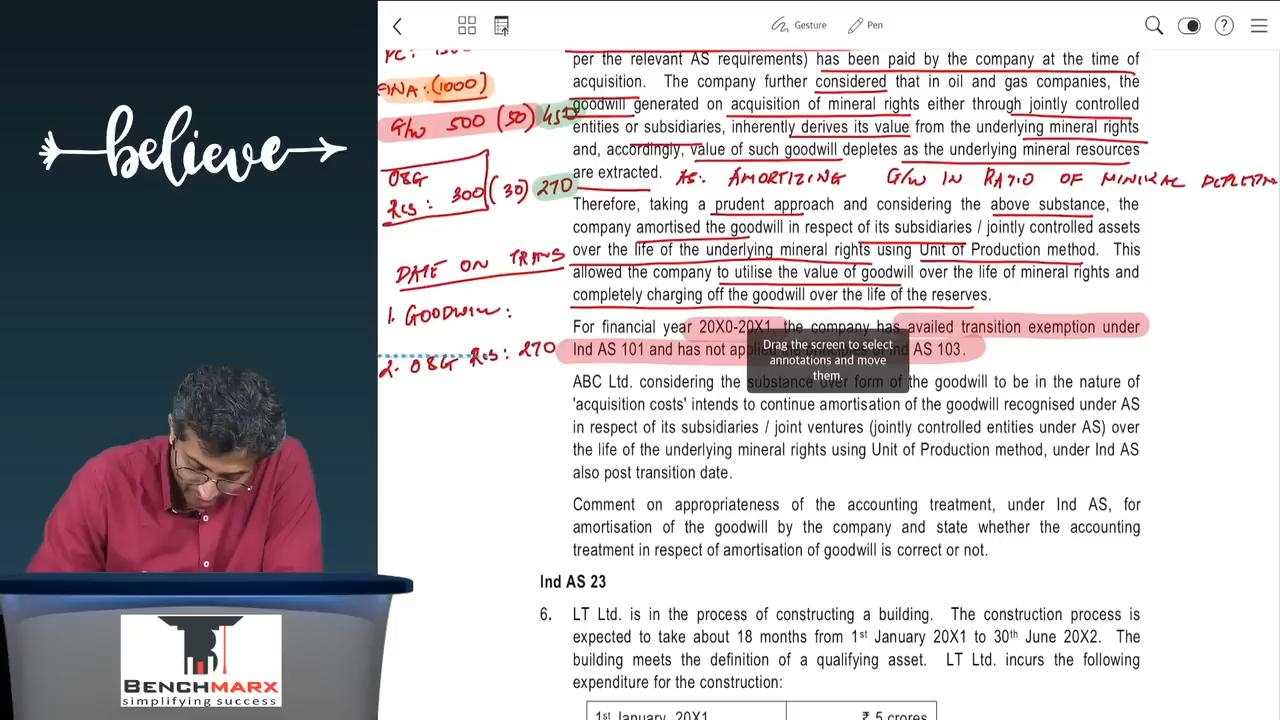 believe
BENCHMARX
simplifying success
Gesture
Pen
FINA: (1000)
G/W 500 (50) 450
O&G
Res: 300 (30) 270
DATE ON TRANS
1. GOODWILL:
2. O&G Res: 270
per the relevant AS requirements) has been paid by the company at the time of
acquisition. The company further considered that in oil and gas companies, the
goodwill generated on acquisition of mineral rights either through jointly controlled
entities or subsidiaries, inherently derives its value from the underlying mineral rights
and, accordingly, value of such goodwill depletes as the underlying mineral resources
are extracted.
AS: AMORTIZING G/W IN RATIO OF MINERAL DEPLETION
Therefore, taking a prudent approach and considering the above substance, the
company amortised the goodwill in respect of its subsidiaries / jointly controlled assets
over the life of the underlying mineral rights using Unit of Production method. This
allowed the company to utilise the value of goodwill over the life of mineral rights and
completely charging off the goodwill over the life of the reserves.
For financial year 20X0-20X1, the company has availed transition exemption under
Ind AS 101 and has not applied the principles of Ind AS 103.
Drag the screen to select
annotations and move
them.
ABC Ltd. considering the substance over form of the goodwill to be in the nature of
'acquisition costs' intends to continue amortisation of the goodwill recognised under AS
in respect of its subsidiaries / joint ventures (jointly controlled entities under AS) over
the life of the underlying mineral rights using Unit of Production method, under Ind AS
also post transition date.
Comment on appropriateness of the accounting treatment, under Ind AS, for
amortisation of the goodwill by the company and state whether the accounting
treatment in respect of amortisation of goodwill is correct or not.
Ind AS 23
6. LT Ltd. is in the process of constructing a building. The construction process is
expected to take about 18 months from 1st January 20X1 to 30th June 20X2. The
building meets the definition of a qualifying asset. LT Ltd. incurs the following
expenditure for the construction:
1st January, 20X1 ₹ 5 crores